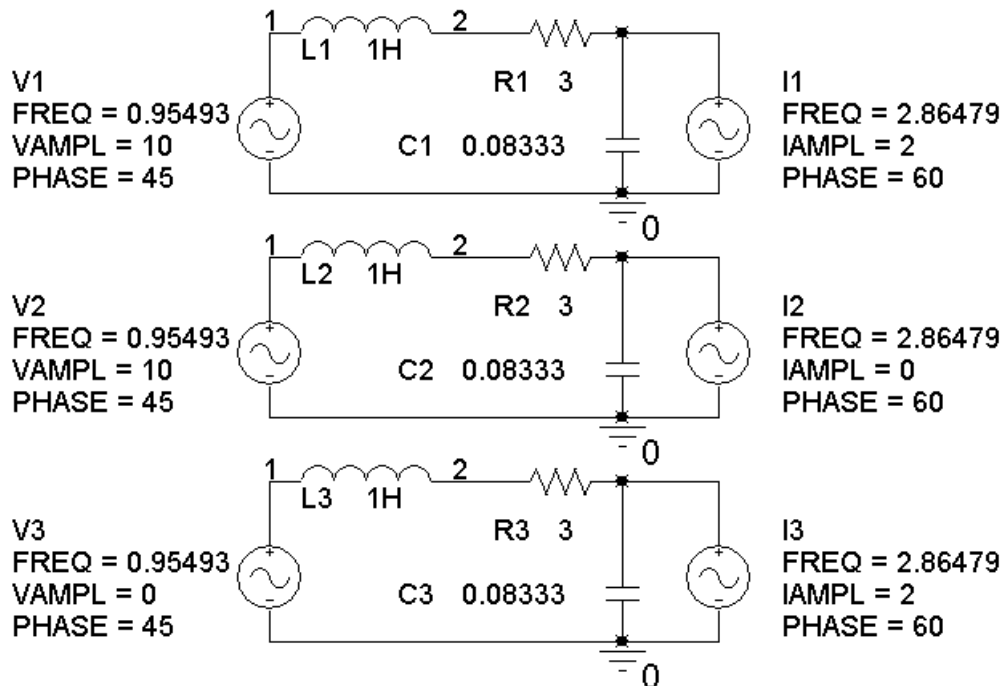 1 2
L1 1H
V1
FREQ = 0.95493
VAMPL = 10
PHASE = 45
R1 3
C1 0.08333
I1
FREQ = 2.86479
IAMPL = 2
PHASE = 60
0
1 2
L2 1H
V2
FREQ = 0.95493
VAMPL = 10
PHASE = 45
R2 3
C2 0.08333
I2
FREQ = 2.86479
IAMPL = 0
PHASE = 60
0
1 2
L3 1H
V3
FREQ = 0.95493
VAMPL = 0
PHASE = 45
R3 3
C3 0.08333
I3
FREQ = 2.86479
IAMPL = 2
PHASE = 60
0